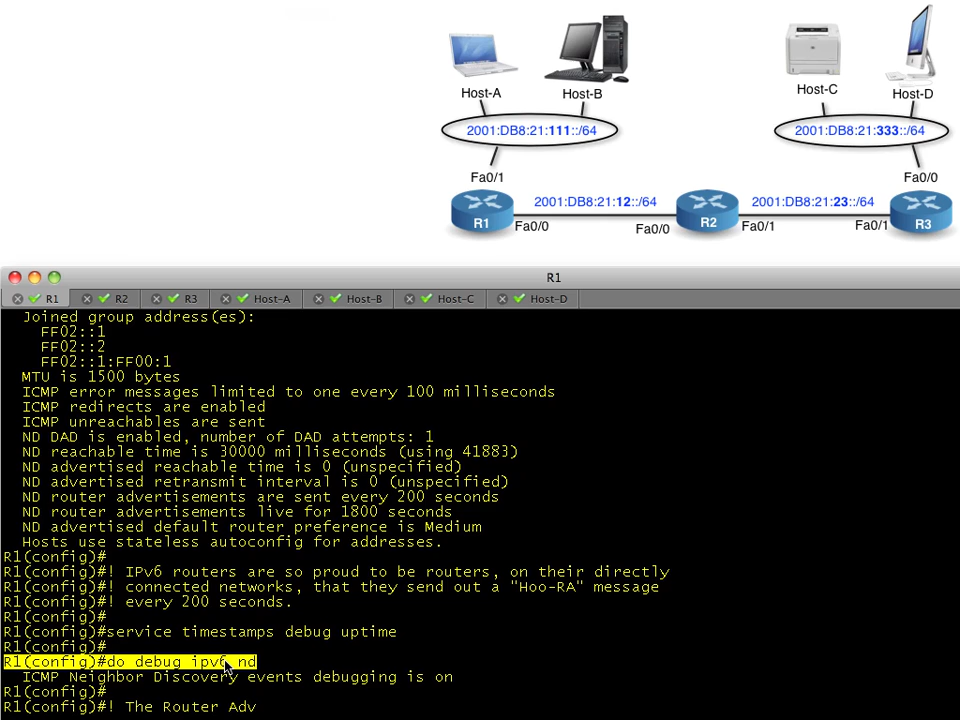 Host-A
Host-B
Host-C
Host-D
2001:DB8:21:111::/64
2001:DB8:21:333::/64
Fa0/1
Fa0/0
2001:DB8:21:12::/64
2001:DB8:21:23::/64
R1
Fa0/0
Fa0/0
R2
Fa0/1
Fa0/1
R3
R1
R1
R2
R3
Host-A
Host-B
Host-C
Host-D
Joined group address(es):
FF02::1
FF02::2
FF02::1:FF00:1
MTU is 1500 bytes
ICMP error messages limited to one every 100 milliseconds
ICMP redirects are enabled
ICMP unreachables are sent
ND DAD is enabled, number of DAD attempts: 1
ND reachable time is 30000 milliseconds (using 41883)
ND advertised reachable time is 0 (unspecified)
ND advertised retransmit interval is 0 (unspecified)
ND router advertisements are sent every 200 seconds
ND router advertisements live for 1800 seconds
ND advertised default router preference is Medium
Hosts use stateless autoconfig for addresses.
R1(config)#
R1(config)#! IPv6 routers are so proud to be routers, on their directly
R1(config)#! connected networks, that they send out a "Hoo-RA" message
R1(config)#! every 200 seconds.
R1(config)#
R1(config)#service timestamps debug uptime
R1(config)#
R1(config)#do debug ipv6 nd
ICMP Neighbor Discovery events debugging is on
R1(config)#
R1(config)#! The Router Adv